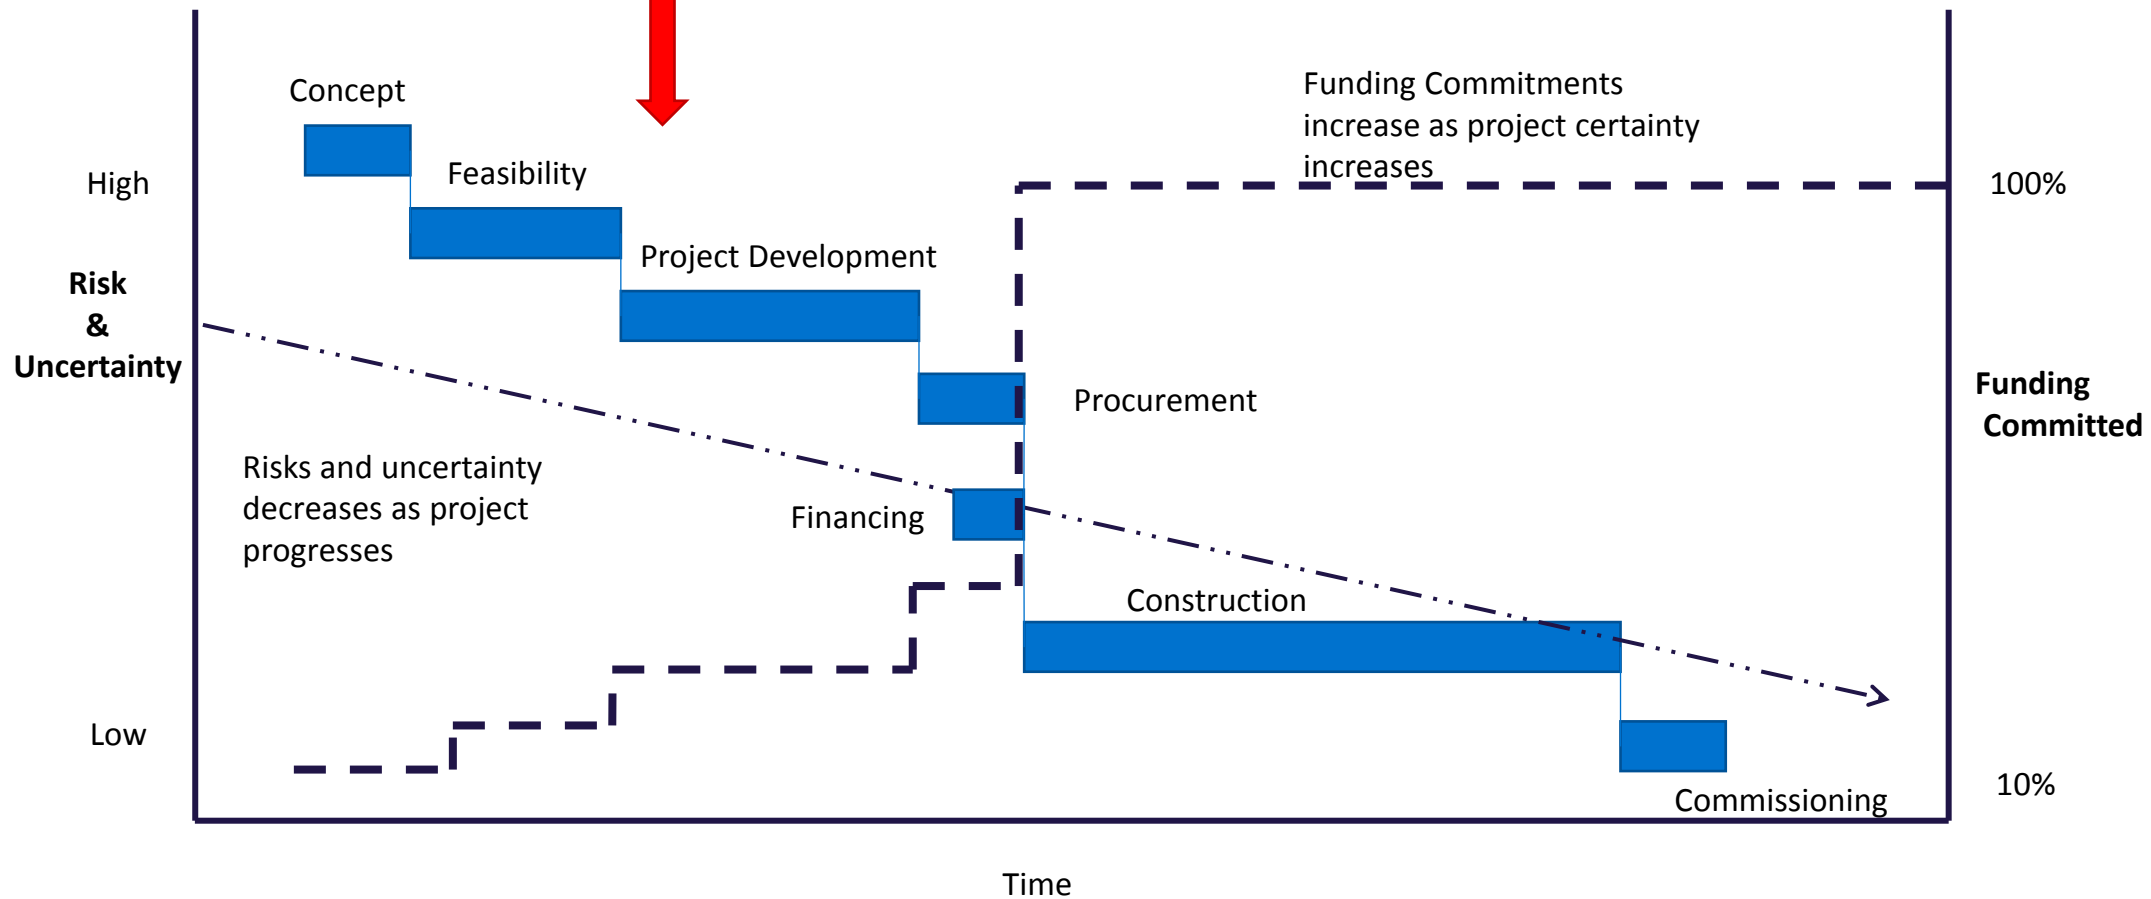 Concept
Funding Commitments
increase as project certainty
increases
Feasibility
High
100%
Project Development
Risk
&
Uncertainty
Procurement
Funding
Committed
Risks and uncertainty
decreases as project
progresses
Financing
Construction
Low
10%
Commissioning
Time